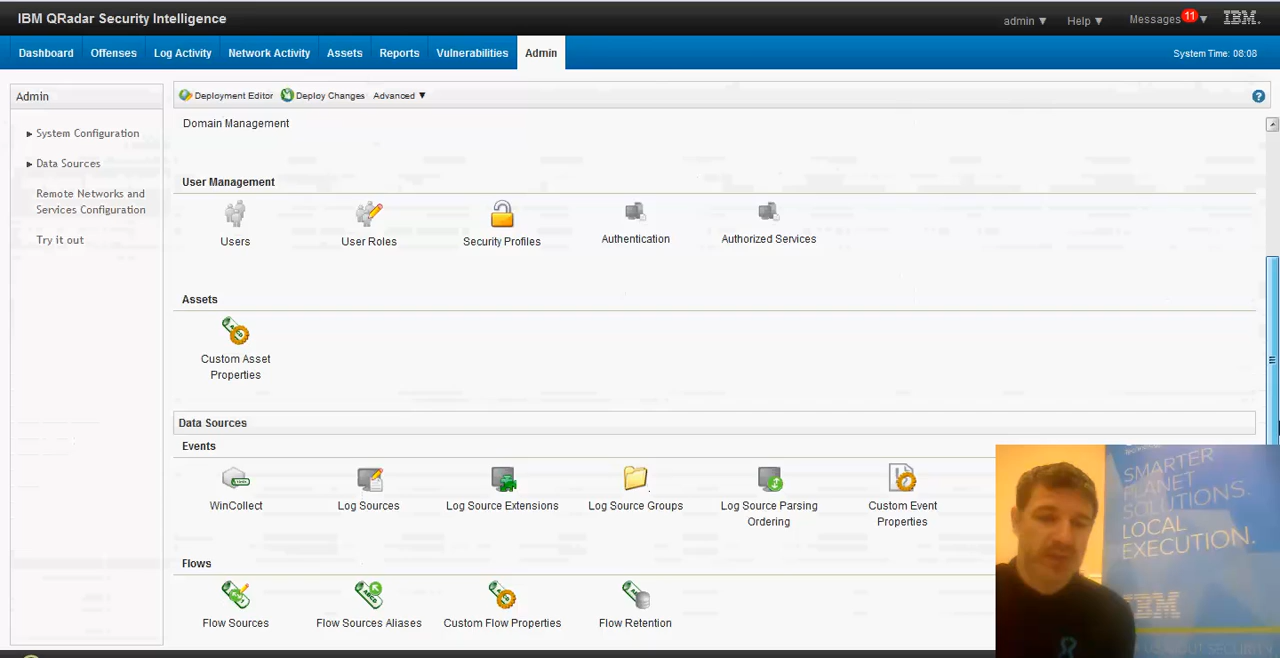 IBM QRadar Security Intelligence
admin ▼ Help ▼ Messages 11 ▼ IBM.
Dashboard Offenses Log Activity Network Activity Assets Reports Vulnerabilities Admin System Time: 08:08
Admin
System Configuration
Data Sources
Remote Networks and
Services Configuration
Try it out
Deployment Editor Deploy Changes Advanced ▼ ?
Domain Management
User Management
Users User Roles Security Profiles Authentication Authorized Services
Assets
Custom Asset
Properties
Data Sources
Events
WinCollect Log Sources Log Source Extensions Log Source Groups Log Source Parsing
Ordering Custom Event
Properties
Flows
Flow Sources Flow Sources Aliases Custom Flow Properties Flow Retention
SMARTER
PLANET
SOLUTIONS.
LOCAL
EXECUTION.
IBM